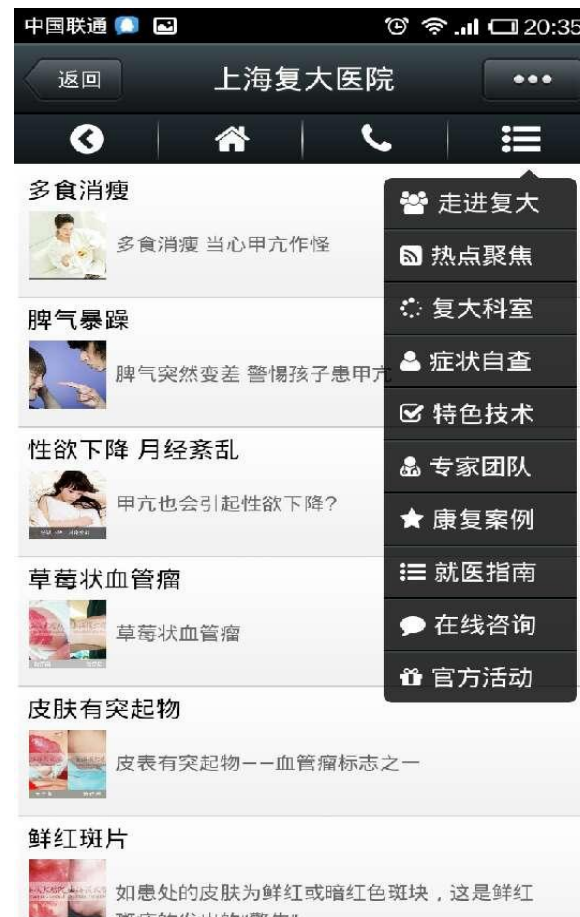 中国联通 20:35
返回 上海复大医院
多食消瘦
多食消瘦 当心甲亢作怪
脾气暴躁
脾气突然变差 警惕孩子患甲亢
性欲下降 月经紊乱
甲亢也会引起性欲下降?
草莓状血管瘤
草莓状血管瘤
皮肤有突起物
皮表有突起物——血管瘤标志之一
鲜红斑片
如患处的皮肤为鲜红或暗红色斑块，这是鲜红
走进复大
热点聚焦
复大科室
症状自查
特色技术
专家团队
康复案例
就医指南
在线咨询
官方活动